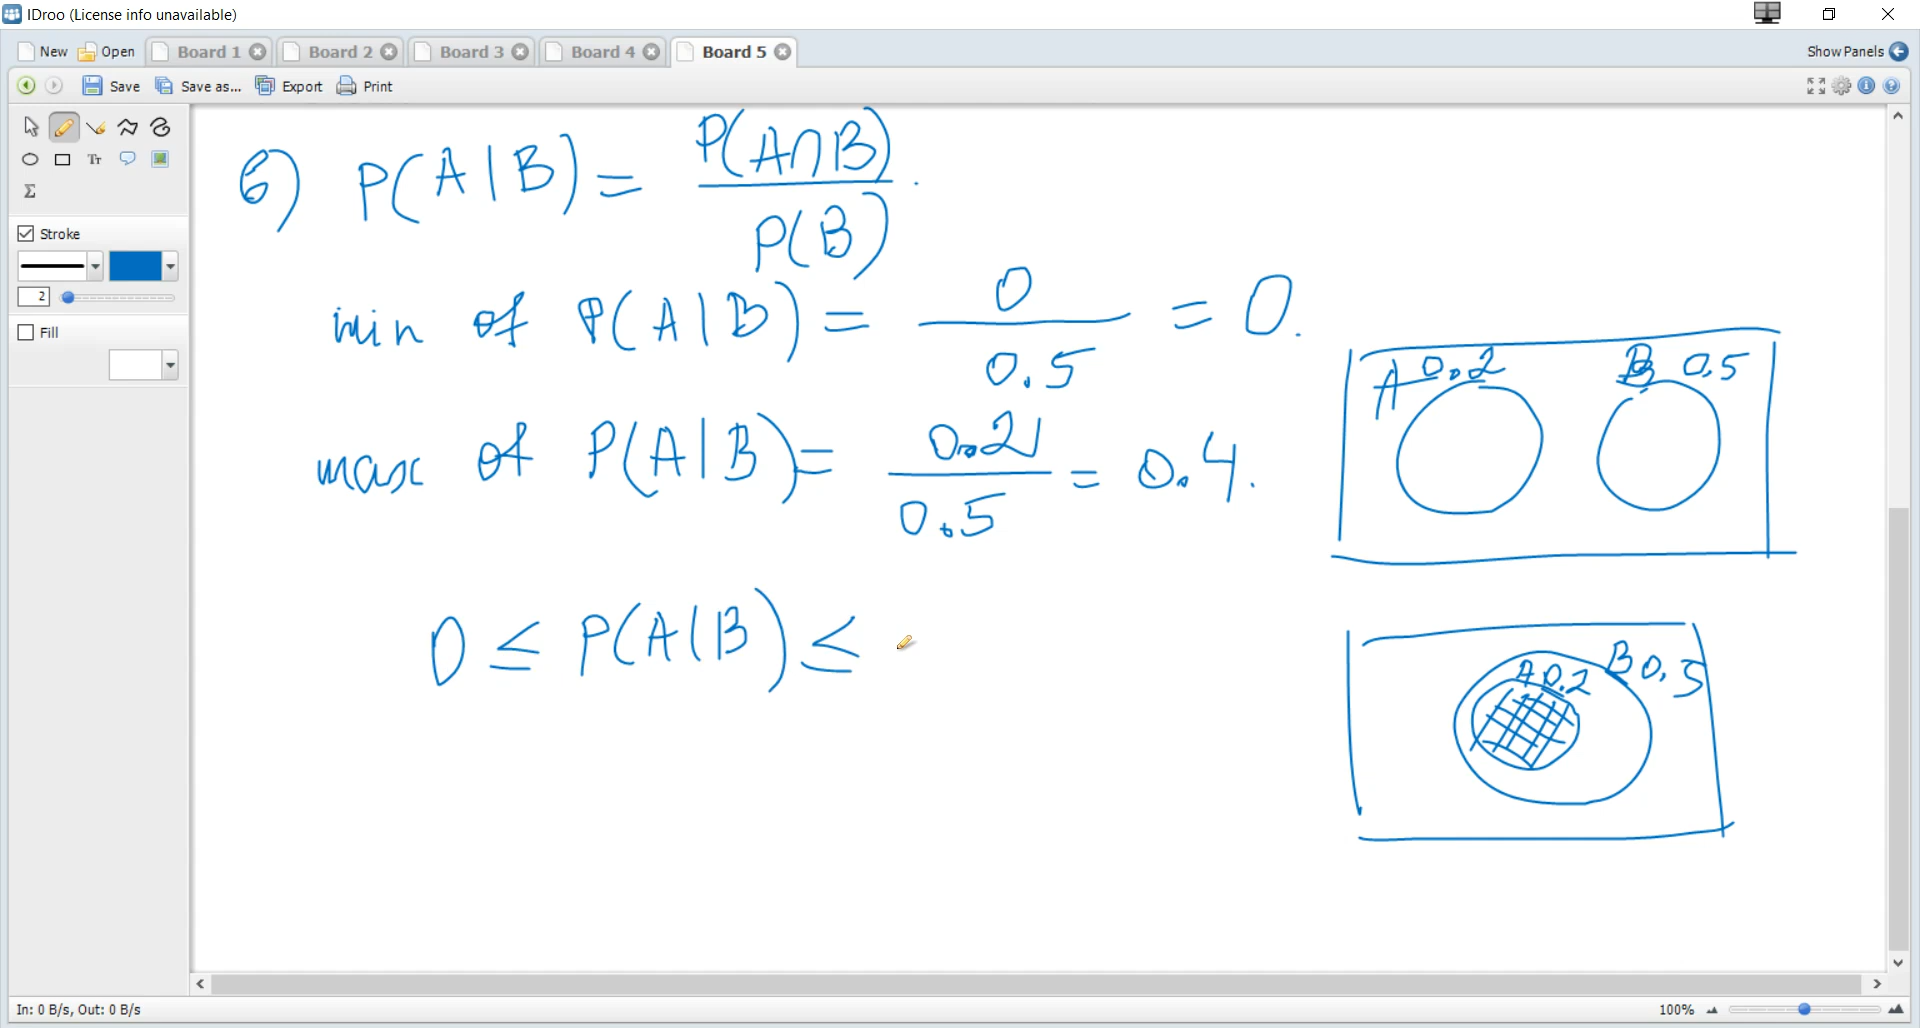 IDroo (License info unavailable)
New Open Board 1 Board 2 Board 3 Board 4 Board 5 Show Panels
Save Save as... Export Print
Tт
Σ
Stroke
2
Fill
б) P(A|B) = P(A∩B) / P(B) .
min of P(A|B) = 0 / 0.5 = 0.
max of P(A|B) = 0.2 / 0.5 = 0.4.
0 ≤ P(A|B) ≤
A 0.2 B 0.5
A 0.2 B 0.5
In: 0 B/s, Out: 0 B/s 100%